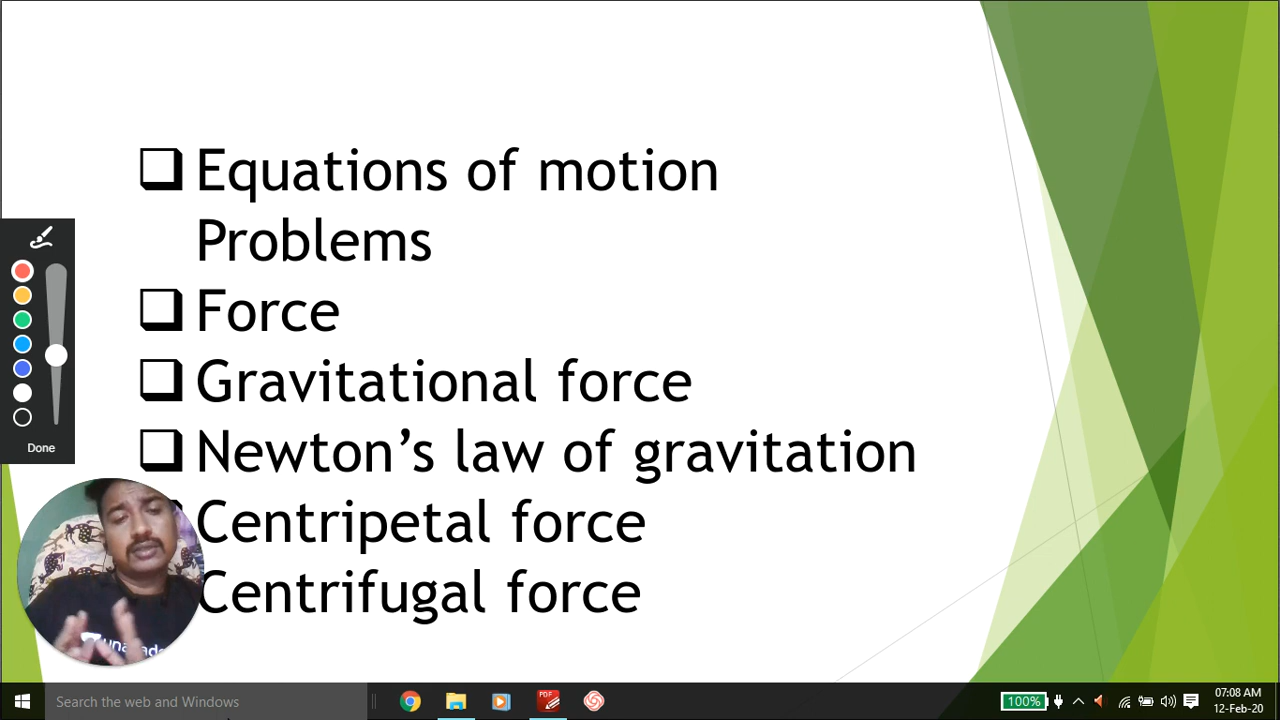 Equations of motion
Problems
Force
Gravitational force
Newton’s law of gravitation
Centripetal force
Centrifugal force
Done
Search the web and Windows
PDF
100%
07:08 AM
12-Feb-20